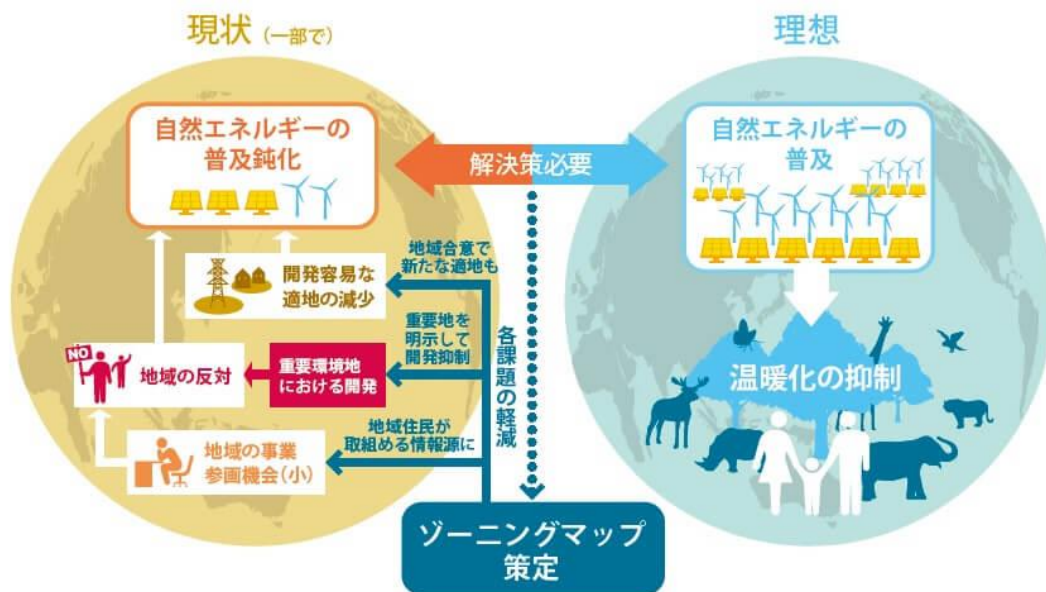 現状（一部で）
理想
自然エネルギーの
普及鈍化
解決策必要
自然エネルギーの
普及
地域合意で
新たな適地も
開発容易な
適地の減少
重要地を
明示して
開発抑制
各課題の軽減
NO
地域の反対
重要環境地
における開発
温暖化の抑制
地域住民が
取組める情報源に
地域の事業
参画機会（小）
ゾーニングマップ
策定